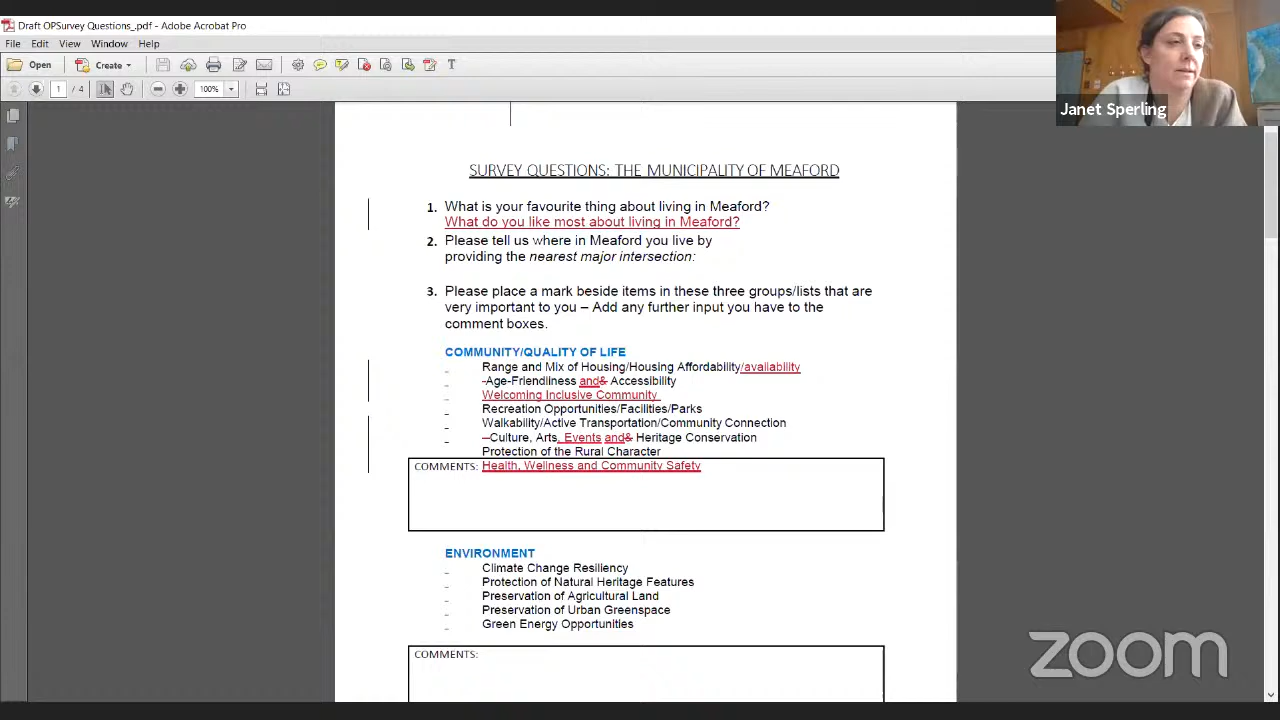 Draft OPSurvey Questions_.pdf - Adobe Acrobat Pro
File Edit View Window Help
Open Create
1 / 4 100%
Janet Sperling
SURVEY QUESTIONS: THE MUNICIPALITY OF MEAFORD
1. What is your favourite thing about living in Meaford?
What do you like most about living in Meaford?
2. Please tell us where in Meaford you live by
providing the nearest major intersection:
3. Please place a mark beside items in these three groups/lists that are
very important to you – Add any further input you have to the
comment boxes.
COMMUNITY/QUALITY OF LIFE
Range and Mix of Housing/Housing Affordability/availability
-Age-Friendliness and& Accessibility
Welcoming Inclusive Community
Recreation Opportunities/Facilities/Parks
Walkability/Active Transportation/Community Connection
-Culture, Arts, Events and& Heritage Conservation
Protection of the Rural Character
COMMENTS: Health, Wellness and Community Safety
ENVIRONMENT
Climate Change Resiliency
Protection of Natural Heritage Features
Preservation of Agricultural Land
Preservation of Urban Greenspace
Green Energy Opportunities
COMMENTS:
zoom